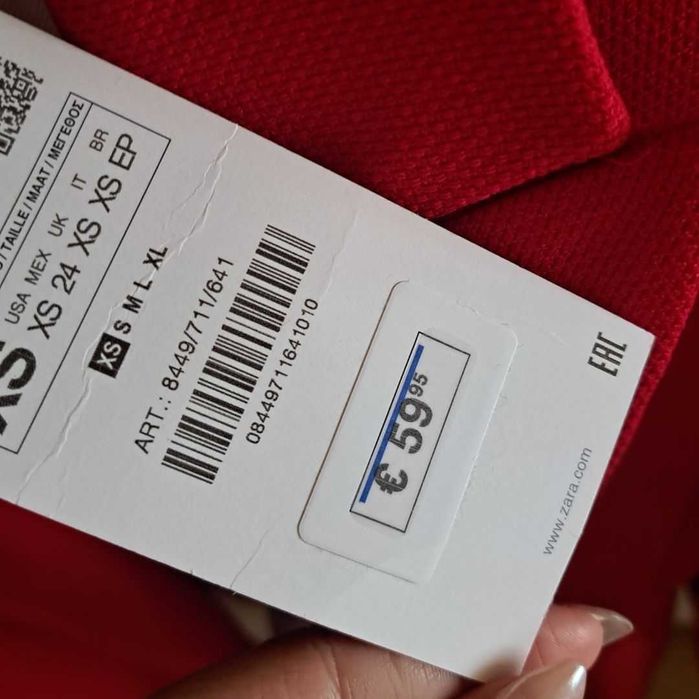 /TAILLE/MAAT/ΜΕΓΕΘΟΣ
USA MEX UK IT BR
XS
XS 24 XS XS EP
XS S M L XL
ART.: 8449/711/641
08449711641010
€ 59 95
EAC
www.zara.com